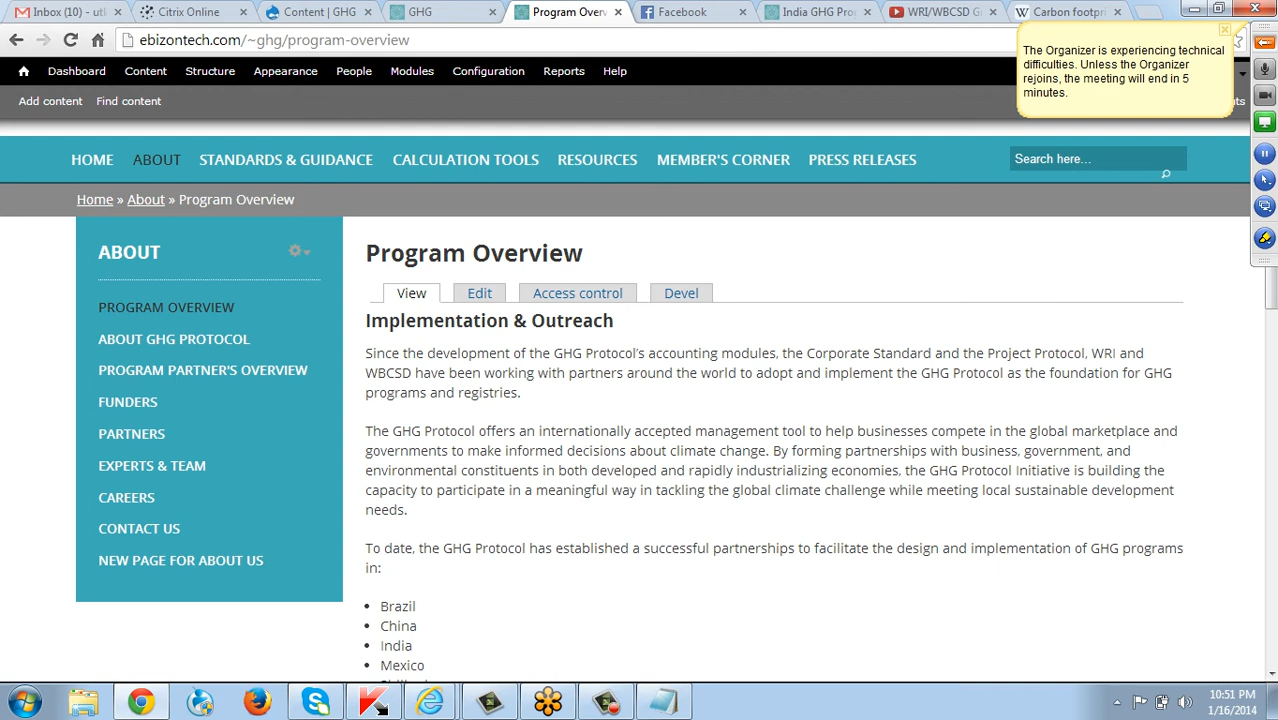 Inbox (10) - utl
Citrix Online
Content | GHG
GHG
Program Overv
Facebook
India GHG Prog
WRI/WBCSD G
Carbon footpri
ebizontech.com/~ghg/program-overview
The Organizer is experiencing technical
difficulties. Unless the Organizer
rejoins, the meeting will end in 5
minutes.
Dashboard Content Structure Appearance People Modules Configuration Reports Help
Add content Find content
HOME ABOUT STANDARDS & GUIDANCE CALCULATION TOOLS RESOURCES MEMBER'S CORNER PRESS RELEASES Search here...
Home » About » Program Overview
ABOUT
PROGRAM OVERVIEW
ABOUT GHG PROTOCOL
PROGRAM PARTNER'S OVERVIEW
FUNDERS
PARTNERS
EXPERTS & TEAM
CAREERS
CONTACT US
NEW PAGE FOR ABOUT US
Program Overview
View Edit Access control Devel
Implementation & Outreach
Since the development of the GHG Protocol's accounting modules, the Corporate Standard and the Project Protocol, WRI and
WBCSD have been working with partners around the world to adopt and implement the GHG Protocol as the foundation for GHG
programs and registries.
The GHG Protocol offers an internationally accepted management tool to help businesses compete in the global marketplace and
governments to make informed decisions about climate change. By forming partnerships with business, government, and
environmental constituents in both developed and rapidly industrializing economies, the GHG Protocol Initiative is building the
capacity to participate in a meaningful way in tackling the global climate challenge while meeting local sustainable development
needs.
To date, the GHG Protocol has established a successful partnerships to facilitate the design and implementation of GHG programs
in:
• Brazil
• China
• India
• Mexico
10:51 PM
1/16/2014